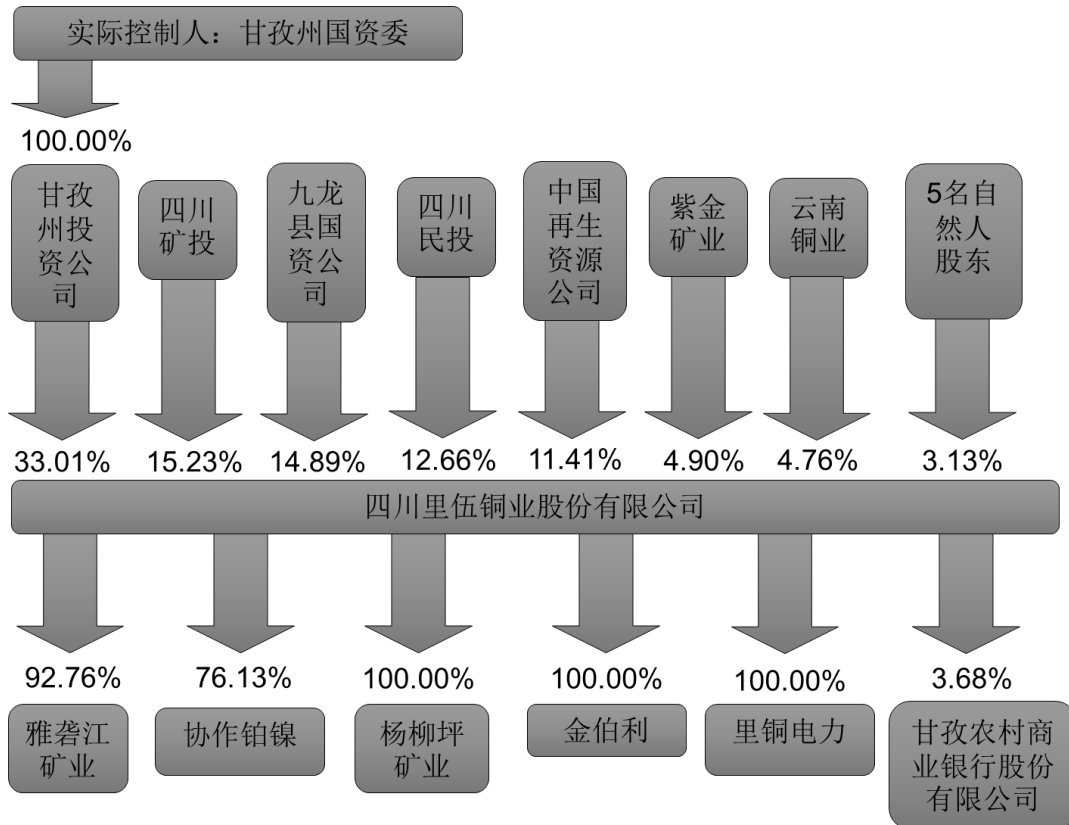 实际控制人：甘孜州国资委
100.00%
甘孜
州投
资公
司
四川
矿投
九龙
县国
资公
司
四川
民投
中国
再生
资源
公司
紫金
矿业
云南
铜业
5名自
然人
股东
33.01%
15.23%
14.89%
12.66%
11.41%
4.90%
4.76%
3.13%
四川里伍铜业股份有限公司
92.76%
76.13%
100.00%
100.00%
100.00%
3.68%
雅砻江
矿业
协作铂镍
杨柳坪
矿业
金伯利
里铜电力
甘孜农村商
业银行股份
有限公司